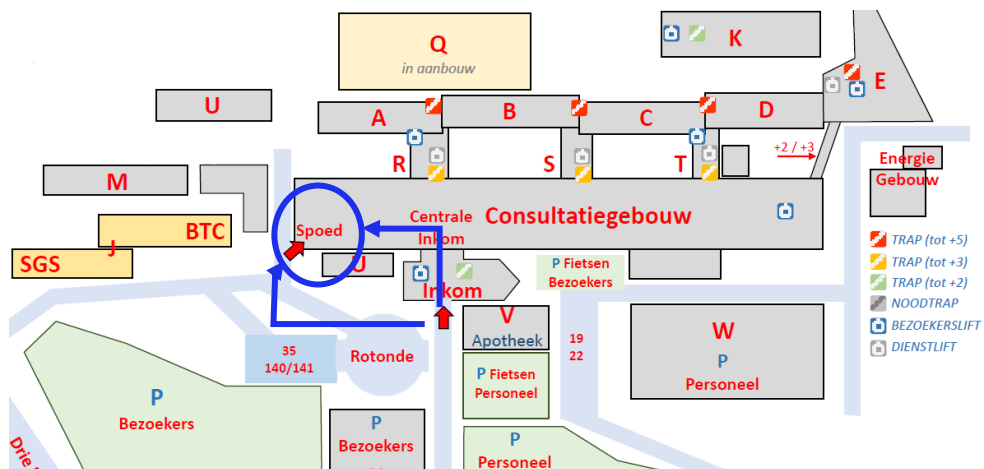 Q
in aanbouw
K
E
U
A
B
C
D
R
S
T
+2 / +3
Energie
Gebouw
M
Centrale
Inkom
Consultatiegebouw
Spoed
BTC
J
SGS
U
Inkom
P Fietsen
Bezoekers
TRAP (tot +5)
TRAP (tot +3)
TRAP (tot +2)
NOODTRAP
BEZOEKERSLIFT
DIENSTLIFT
V
Apotheek
19
22
W
P
Personeel
35
140/141
Rotonde
P Fietsen
Personeel
P
Bezoekers
P
Bezoekers
P
Personeel
Drie